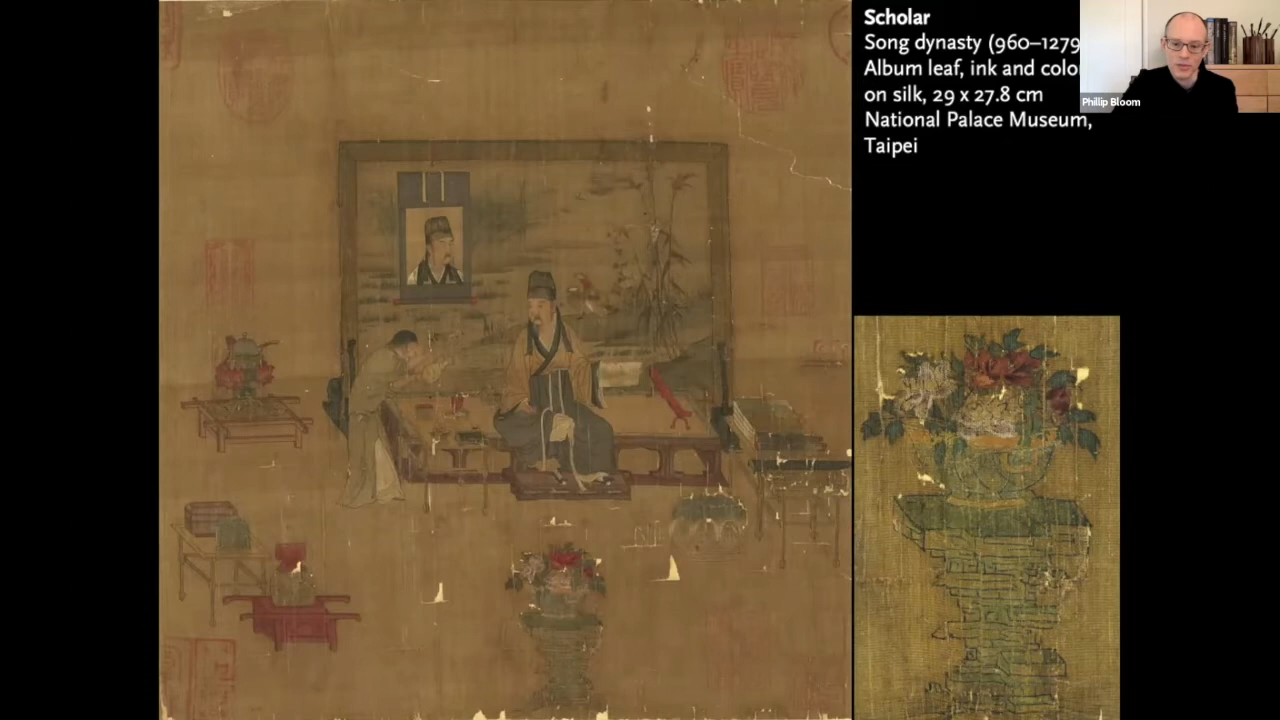 Scholar
Song dynasty (960–1279
Album leaf, ink and colo
on silk, 29 x 27.8 cm
National Palace Museum,
Taipei
Phillip Bloom